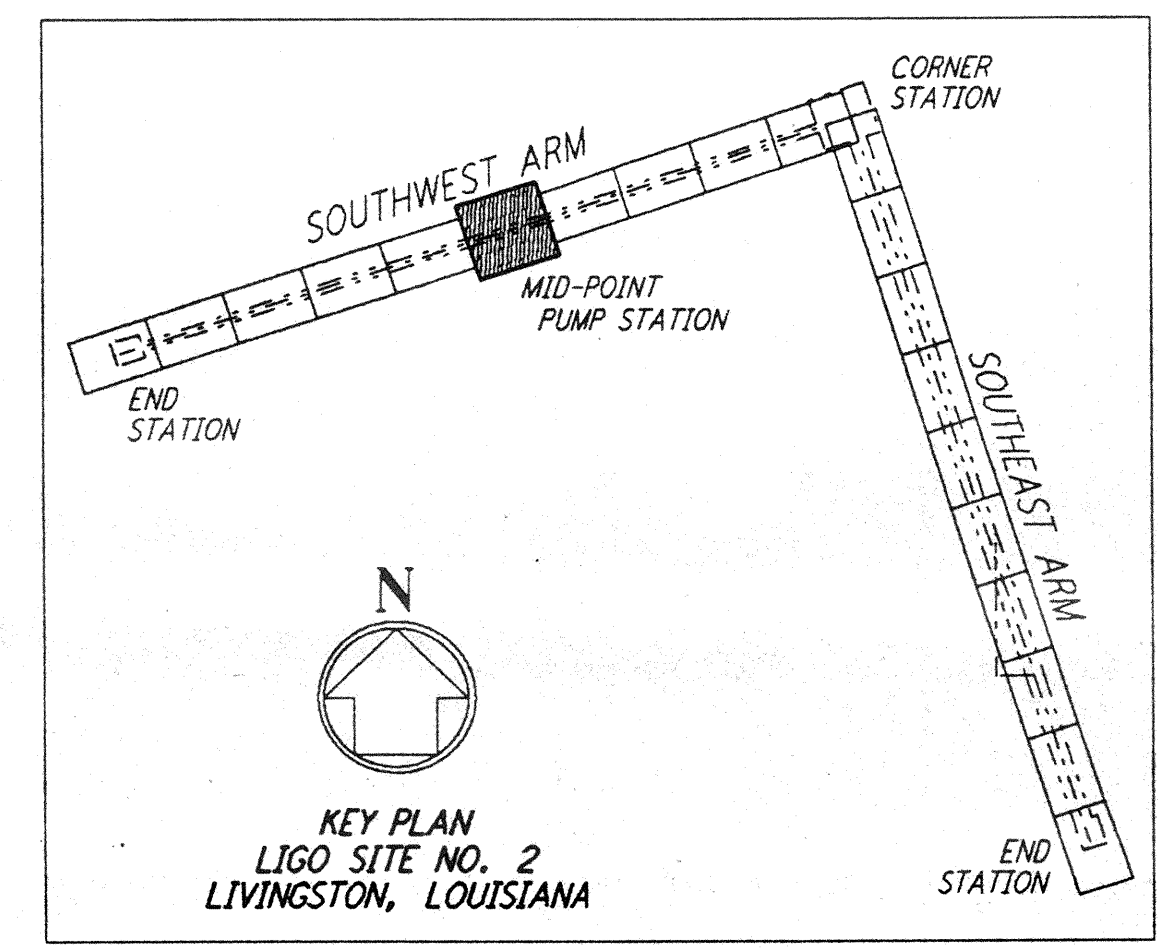 CORNER
STATION
SOUTHWEST ARM
MID-POINT
PUMP STATION
END
STATION
SOUTHEAST ARM
N
KEY PLAN
LIGO SITE NO. 2
LIVINGSTON, LOUISIANA
END
STATION